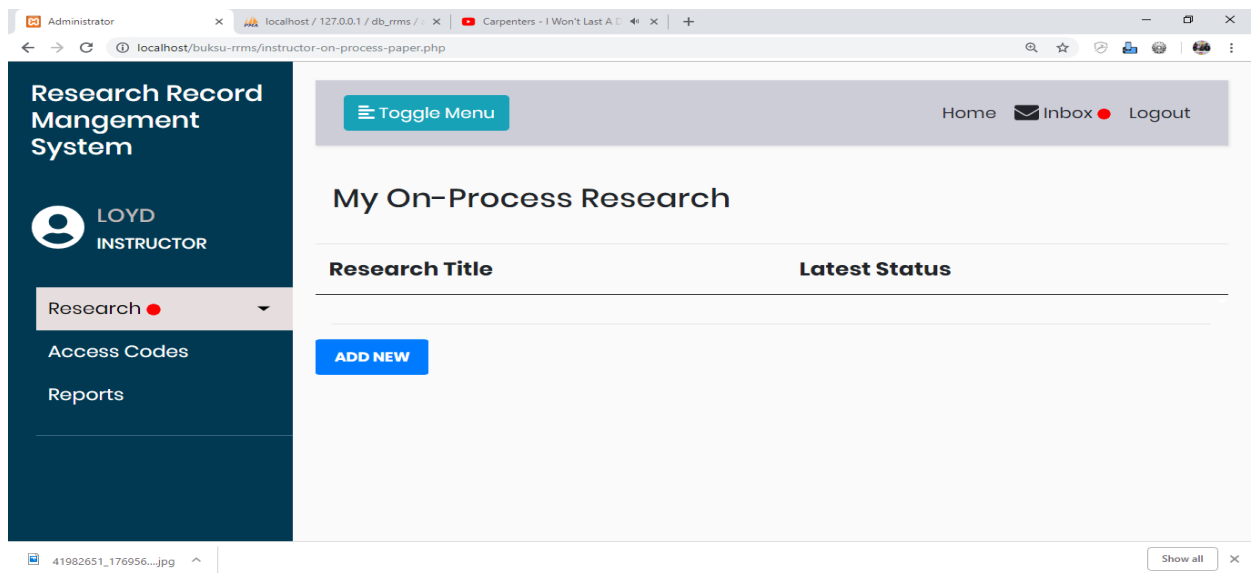 Administrator
localhost / 127.0.0.1 / db_rms /
Carpenters - I Won't Last A D
localhost/buksu-rrms/instructor-on-process-paper.php
Research Record
Mangement
System
Toggle Menu
Home Inbox Logout
My On-Process Research
LOYD
INSTRUCTOR
Research Title Latest Status
Research
Access Codes
ADD NEW
Reports
41982651_176956....jpg
Show all